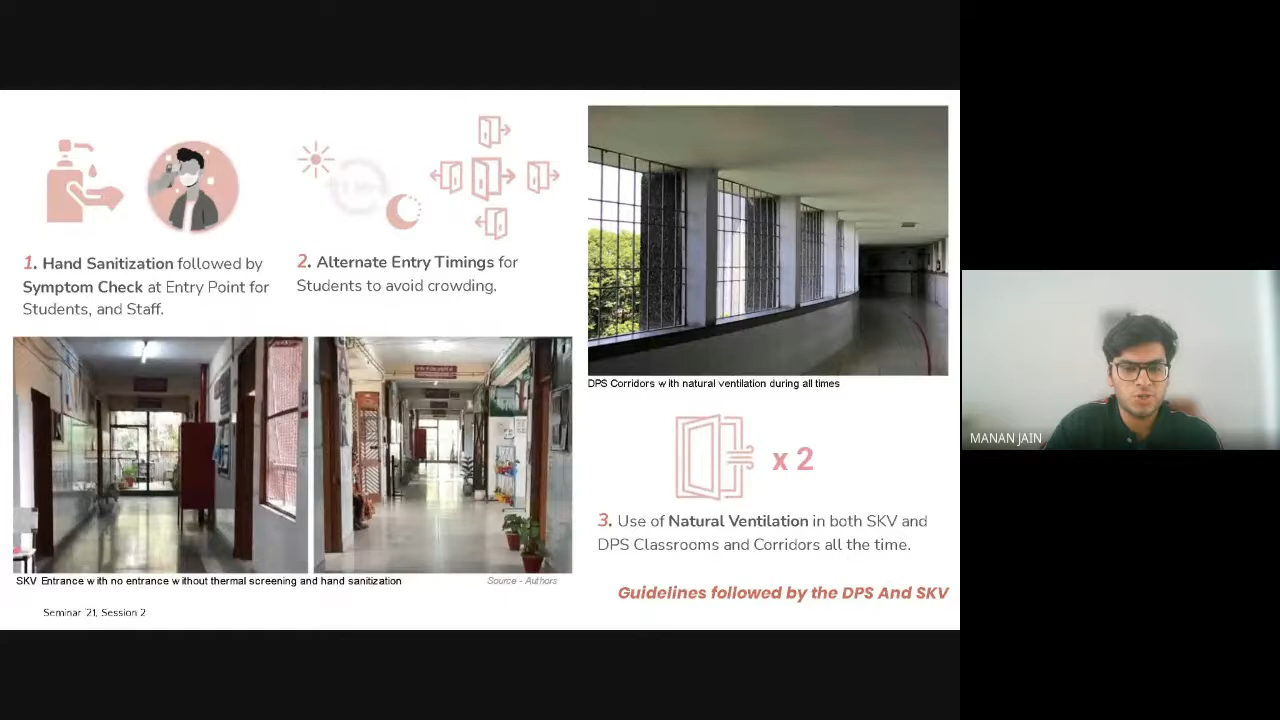 1. Hand Sanitization followed by
Symptom Check at Entry Point for
Students, and Staff.
2. Alternate Entry Timings for
Students to avoid crowding.
SKV Entrance with no entrance without thermal screening and hand sanitization
Source - Authors
DPS Corridors with natural ventilation during all times
x 2
3. Use of Natural Ventilation in both SKV and
DPS Classrooms and Corridors all the time.
Guidelines followed by the DPS And SKV
Seminar '21, Session 2
MANAN JAIN